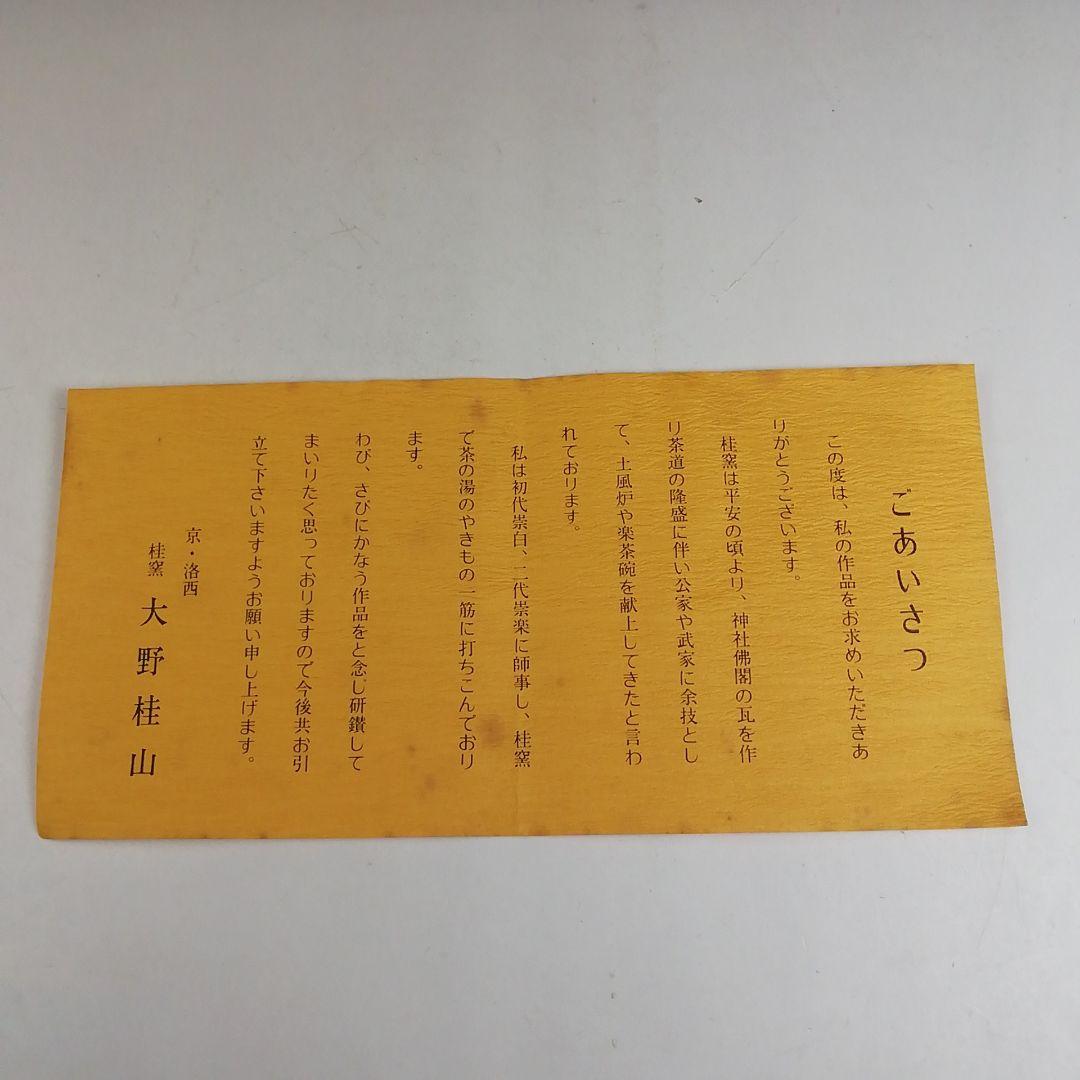 ごあいさつ
この度は、私の作品をお求めいただきあ
りがとうございます。
桂窯は平安の頃より、神社佛閣の瓦を作
り茶道の隆盛に伴い公家や武家に余技とし
て、土風炉や楽茶碗を献上してきたと言わ
れております。
私は初代崇白、二代崇楽に師事し、桂窯
で茶の湯のやきもの一筋に打ちこんでおり
ます。
わび、さびにかなう作品をと念じ研鑚して
まいりたく思っておりますので今後共お引
立て下さいますようお願い申し上げます。
京・洛西
桂窯 大野桂山